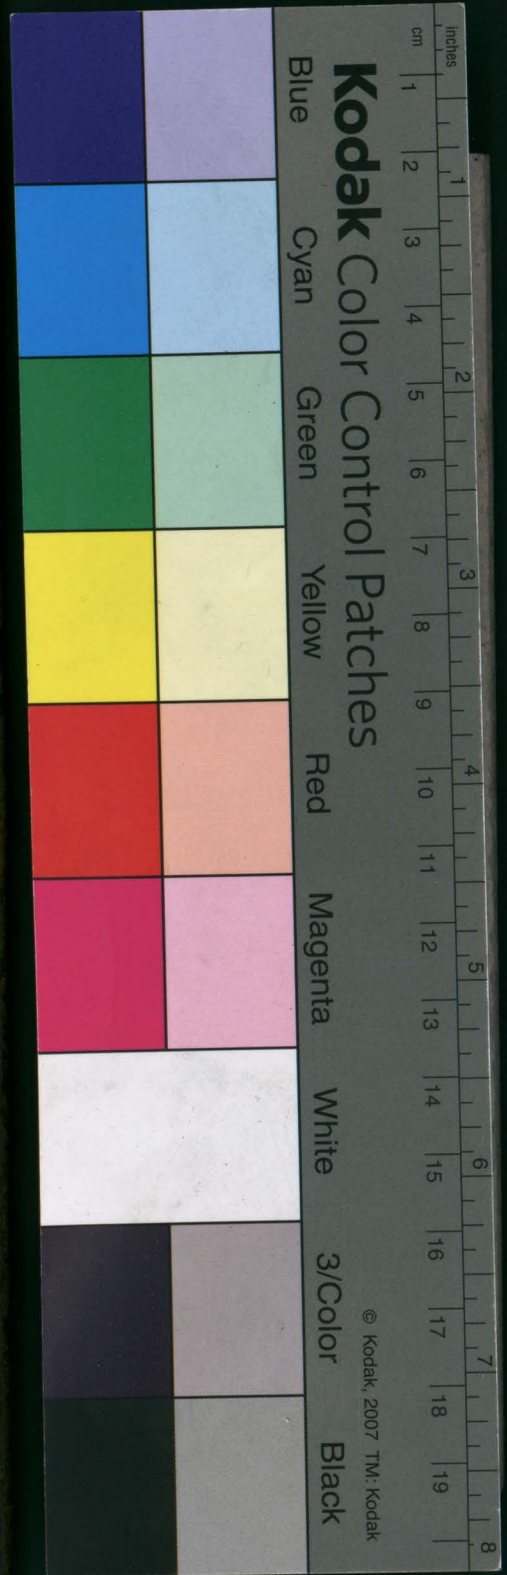 inches 1 2 3 4 5 6 7 8
cm 1 2 3 4 5 6 7 8 9 10 11 12 13 14 15 16 17 18 19
Kodak Color Control Patches
© Kodak, 2007 TM: Kodak
Blue Cyan Green Yellow Red Magenta White 3/Color Black